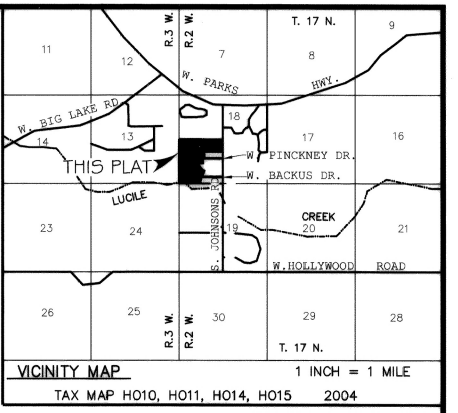 T. 17 N.
R.3 W.
R.2 W.
11
12
7
8
9
W. PARKS
HWY.
W. BIG LAKE RD.
14
13
18
17
16
THIS PLAT
W. PINCKNEY DR.
W. BACKUS DR.
LUCILE
CREEK
S. JOHNSONS RD
23
24
19
20
21
W.HOLLYWOOD ROAD
26
25
R.3 W.
R.2 W.
30
29
28
T. 17 N.
VICINITY MAP
1 INCH = 1 MILE
TAX MAP HO10, HO11, HO14, HO15 2004